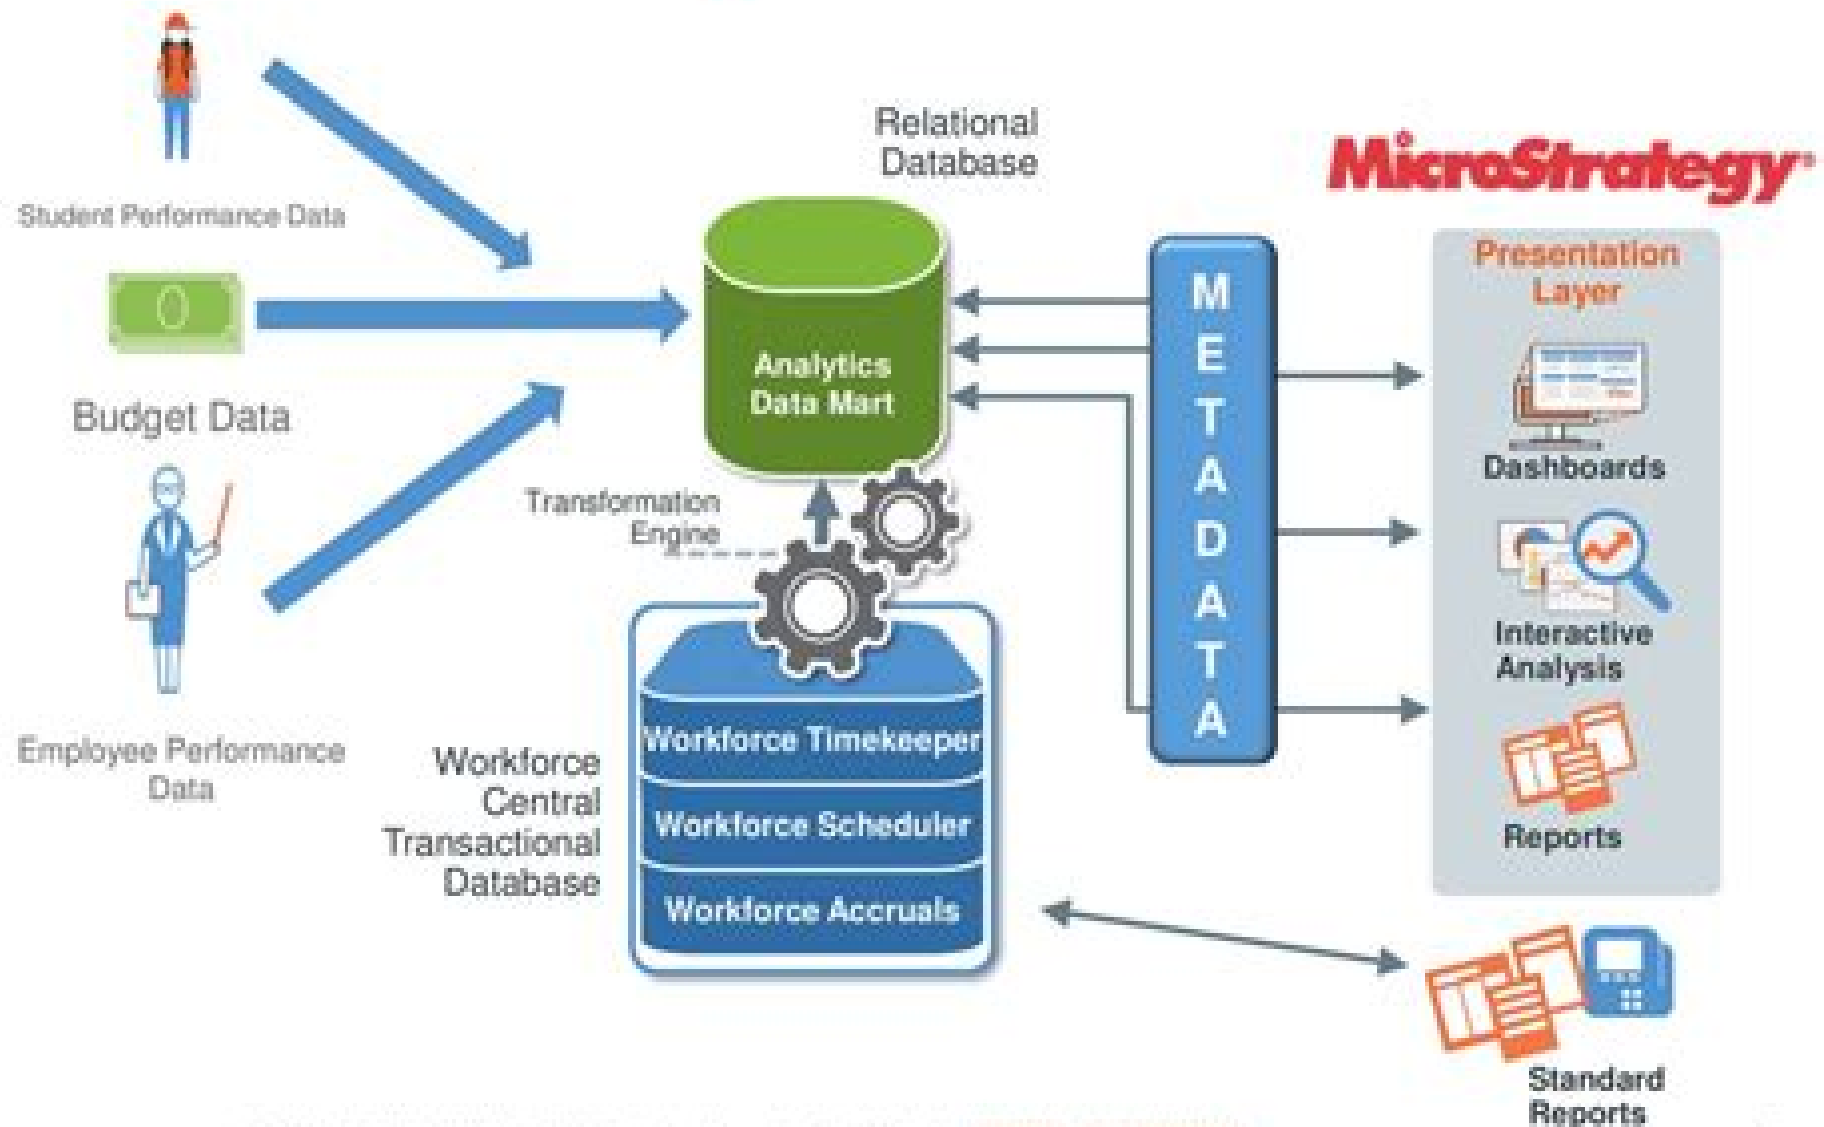 Student Performance Data
Budget Data
Employee Performance
Data
Relational
Database
Analytics
Data Mart
Transformation
Engine
Workforce
Central
Transactional
Database
Workforce Timekeeper
Workforce Scheduler
Workforce Accruals
M
E
T
A
D
A
T
A
MicroStrategy
Presentation
Layer
Dashboards
Interactive
Analysis
Reports
Standard
Reports